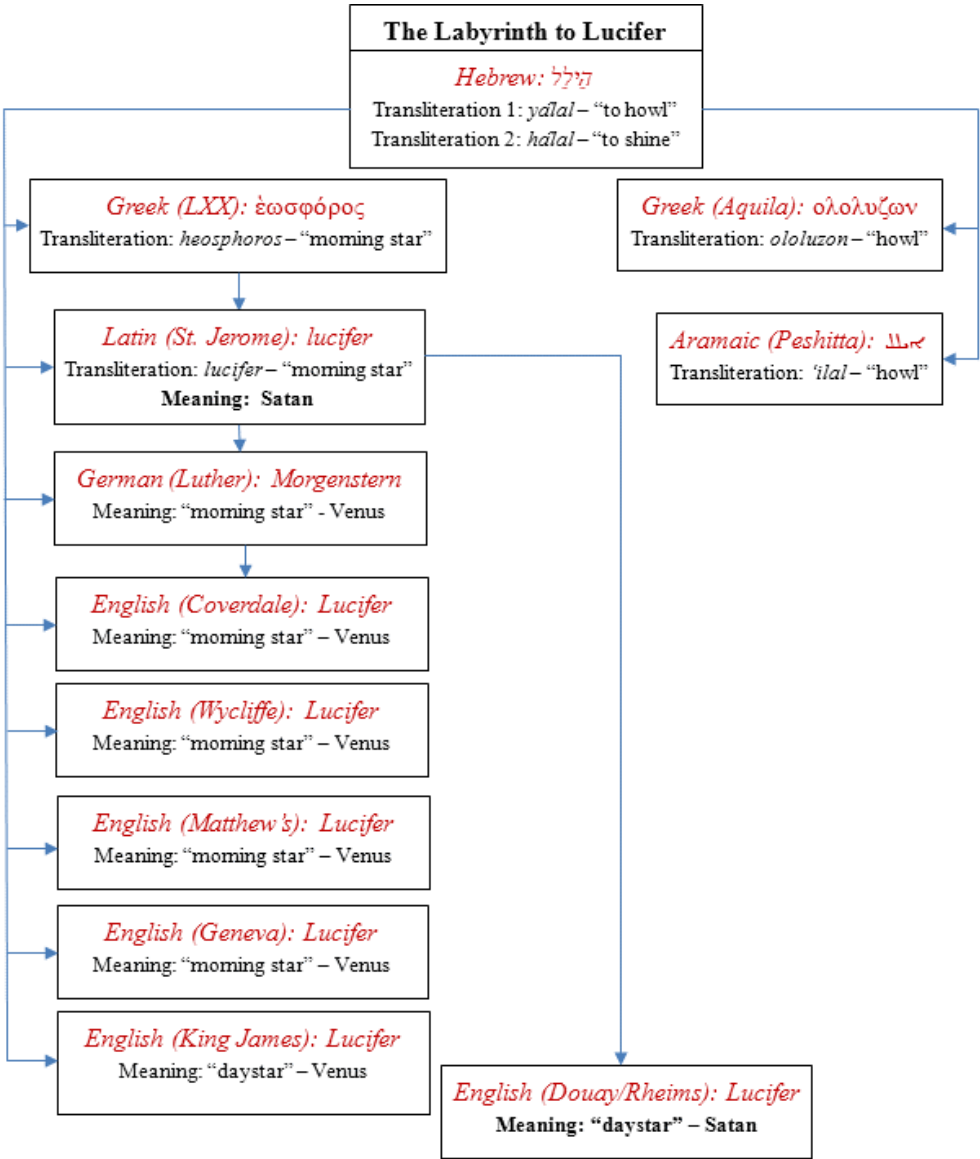 The Labyrinth to Lucifer
Hebrew: הֵילֵל
Transliteration 1: yālal – “to howl”
Transliteration 2: hālal – “to shine”
Greek (LXX): ἑωσφόρος
Transliteration: heosphoros – “morning star”
Greek (Aquila): ολολυζων
Transliteration: ololuzon – “howl”
Latin (St. Jerome): lucifer
Transliteration: lucifer – “morning star”
Meaning: Satan
Aramaic (Peshitta):
Transliteration: 'ilal – “howl”
German (Luther): Morgenstern
Meaning: “morning star” - Venus
English (Coverdale): Lucifer
Meaning: “morning star” – Venus
English (Wycliffe): Lucifer
Meaning: “morning star” – Venus
English (Matthew's): Lucifer
Meaning: “morning star” – Venus
English (Geneva): Lucifer
Meaning: “morning star” – Venus
English (King James): Lucifer
Meaning: “daystar” – Venus
English (Douay/Rheims): Lucifer
Meaning: “daystar” – Satan